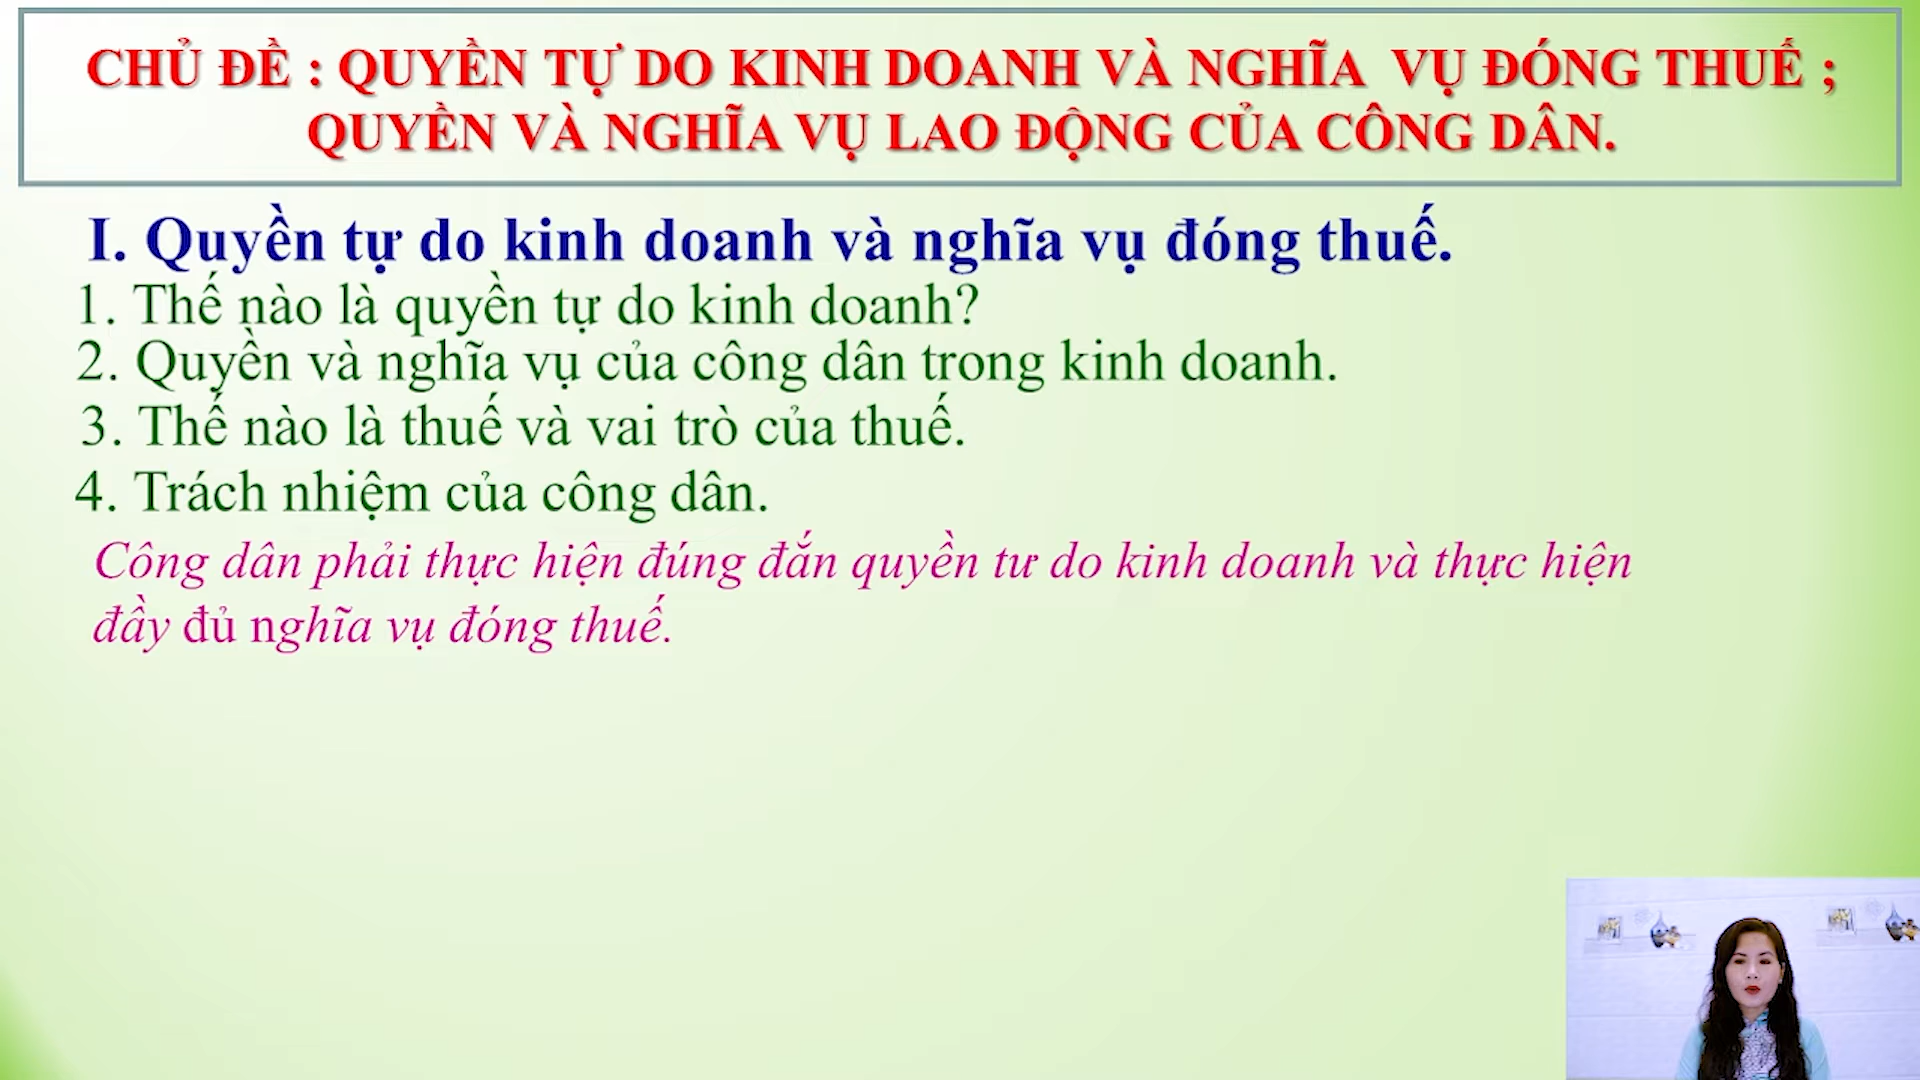 CHỦ ĐỀ : QUYỀN TỰ DO KINH DOANH VÀ NGHĨA VỤ ĐÓNG THUẾ ;
QUYỀN VÀ NGHĨA VỤ LAO ĐỘNG CỦA CÔNG DÂN.
I. Quyền tự do kinh doanh và nghĩa vụ đóng thuế.
1. Thế nào là quyền tự do kinh doanh?
2. Quyền và nghĩa vụ của công dân trong kinh doanh.
3. Thế nào là thuế và vai trò của thuế.
4. Trách nhiệm của công dân.
Công dân phải thực hiện đúng đắn quyền tư do kinh doanh và thực hiện
đầy đủ nghĩa vụ đóng thuế.